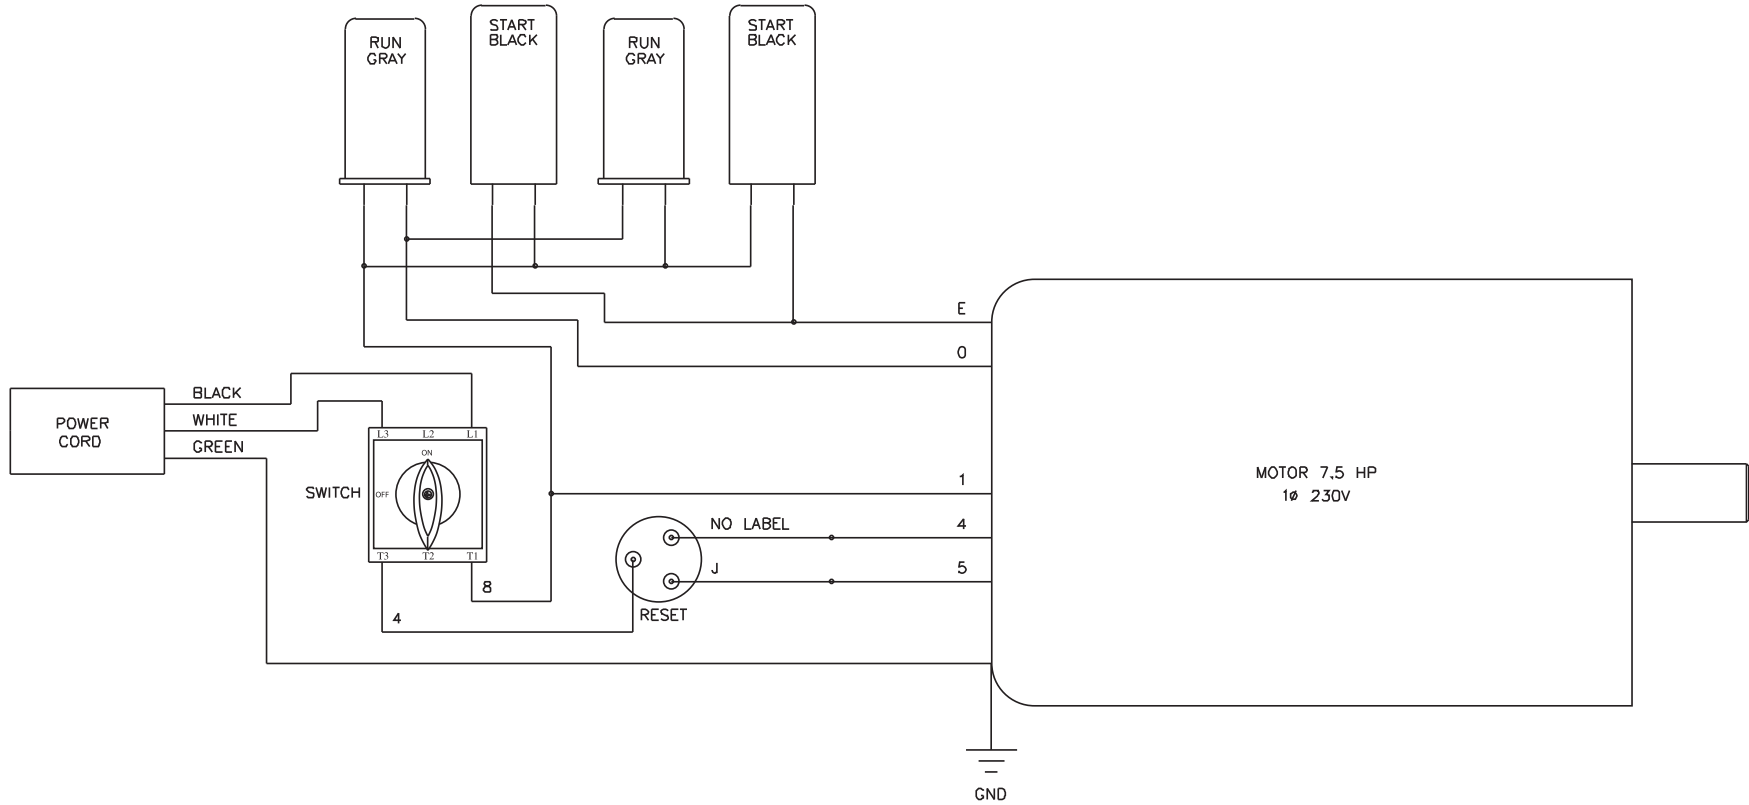 RUN
GRAY
START
BLACK
RUN
GRAY
START
BLACK
E
O
BLACK
WHITE
GREEN
POWER
CORD
L3 L2 L1
ON
OFF
SWITCH
T3 T2 T1
8
4
NO LABEL
J
RESET
1
4
5
MOTOR 7.5 HP
1ø 230V
GND